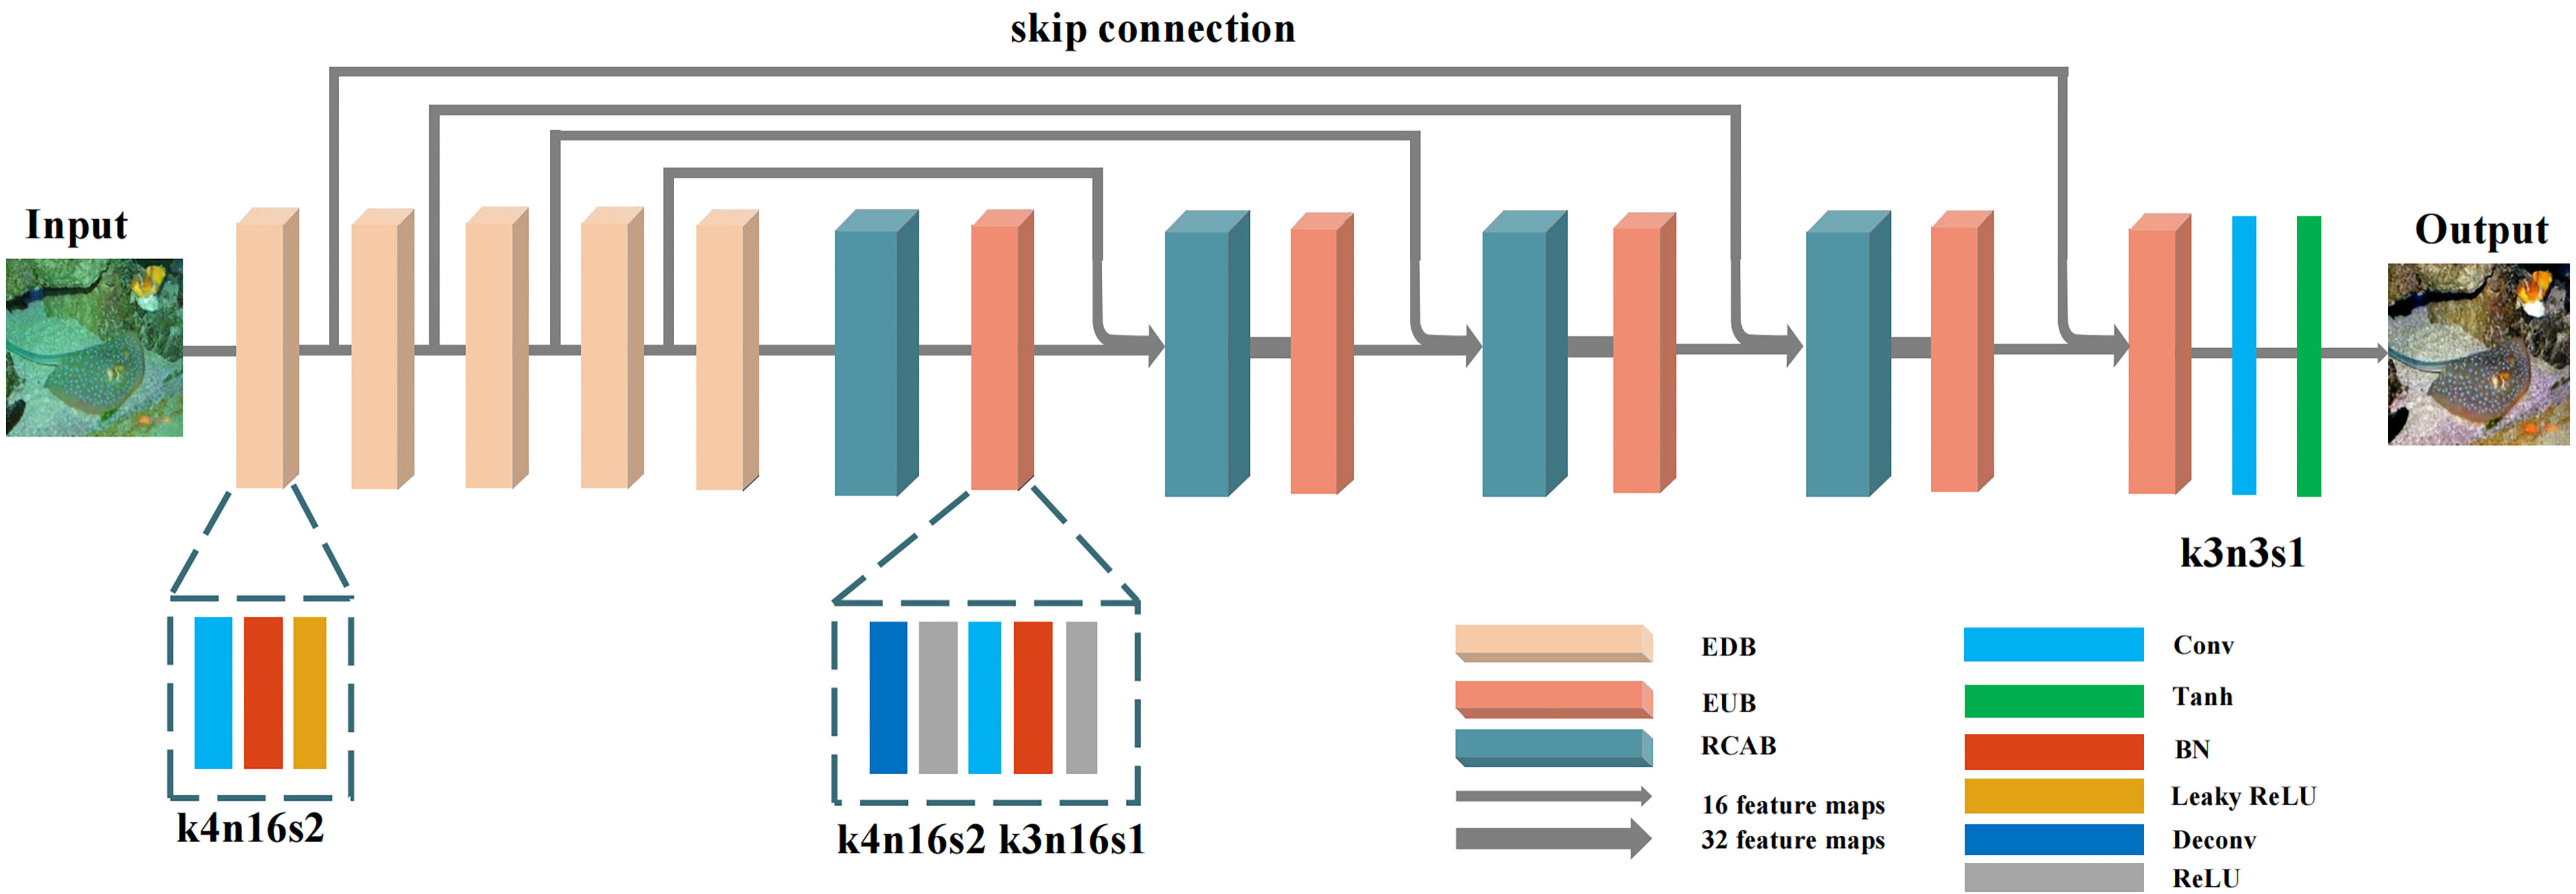 skip connection
Input
Output
k3n3s1
k4n16s2
k4n16s2 k3n16s1
EDB
EUB
RCAB
16 feature maps
32 feature maps
Conv
Tanh
BN
Leaky ReLU
Deconv
ReLU